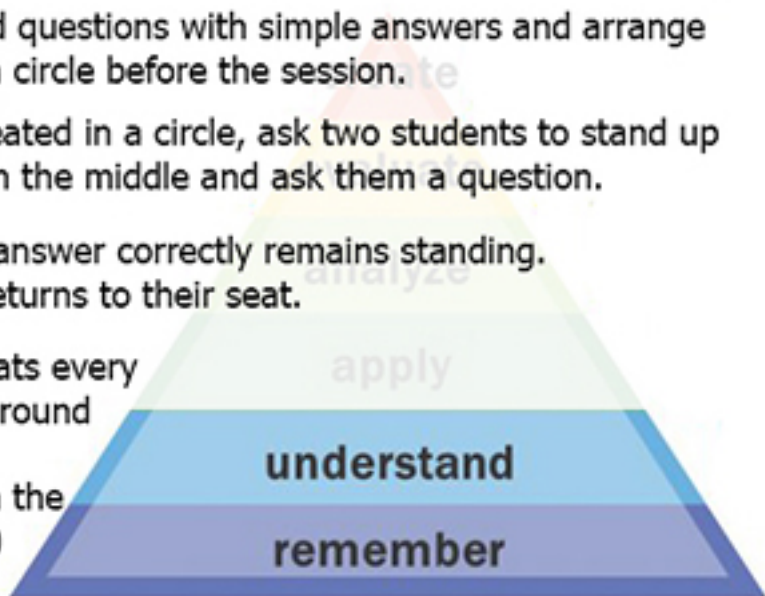 questions with simple answers and arrange
circle before the session.
create
eated in a circle, ask two students to stand up
the middle and ask them a question.
evaluate
answer correctly remains standing.
analyze
eturns to their seat.
ats every
apply
round
understand
the
remember